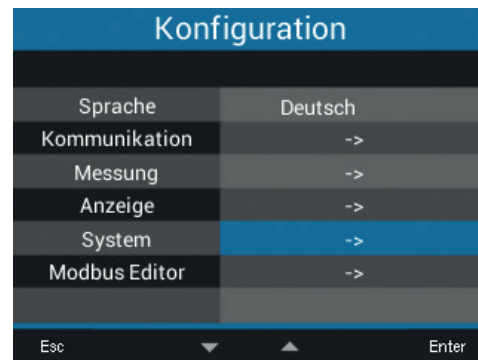 Konfiguration
Sprache Deutsch
Kommunikation ->
Messung ->
Anzeige ->
System ->
Modbus Editor ->
Esc Enter